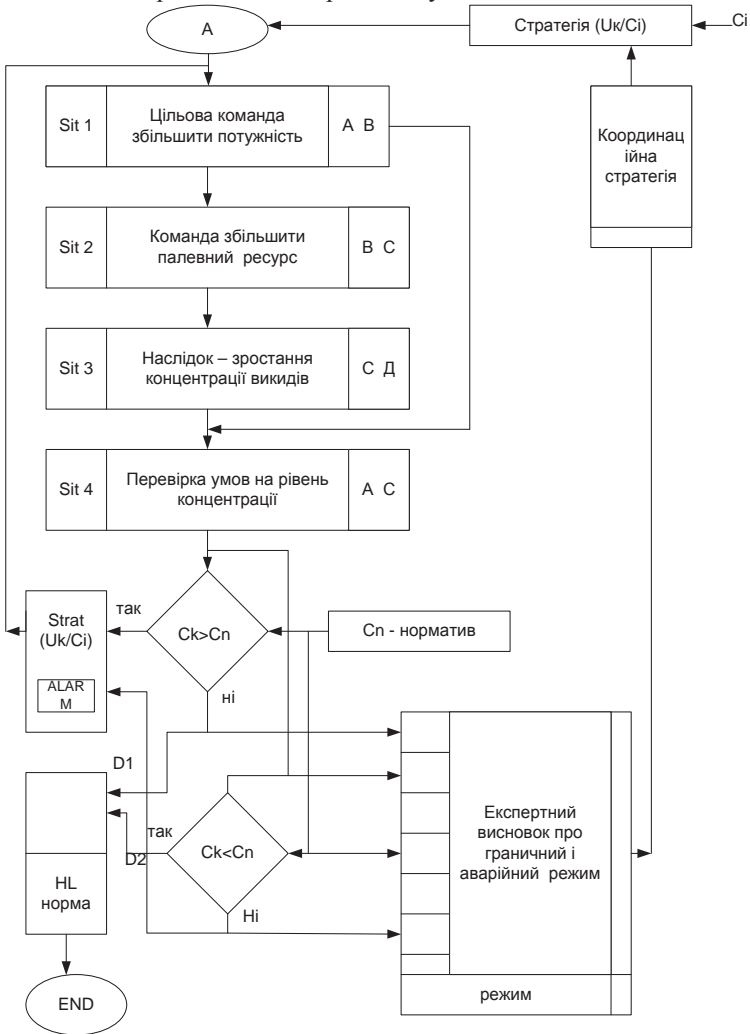 A
Стратегія (Uк/Ci)
Ci
Sit 1
Цільова команда
збільшити потужність
A B
Координац
ійна
стратегія
Sit 2
Команда збільшити
палевний ресурс
B C
Sit 3
Наслідок – зростання
концентрації викидів
С Д
Sit 4
Перевірка умов на рівень
концентрації
A C
Strat
(Uk/Ci)
ALAR
M
так
Ck>Cn
Cn - норматив
ні
D1
так
D2
Ck<Cn
Ні
HL
норма
Експертний
висновок про
граничний і
аварійний режим
режим
END